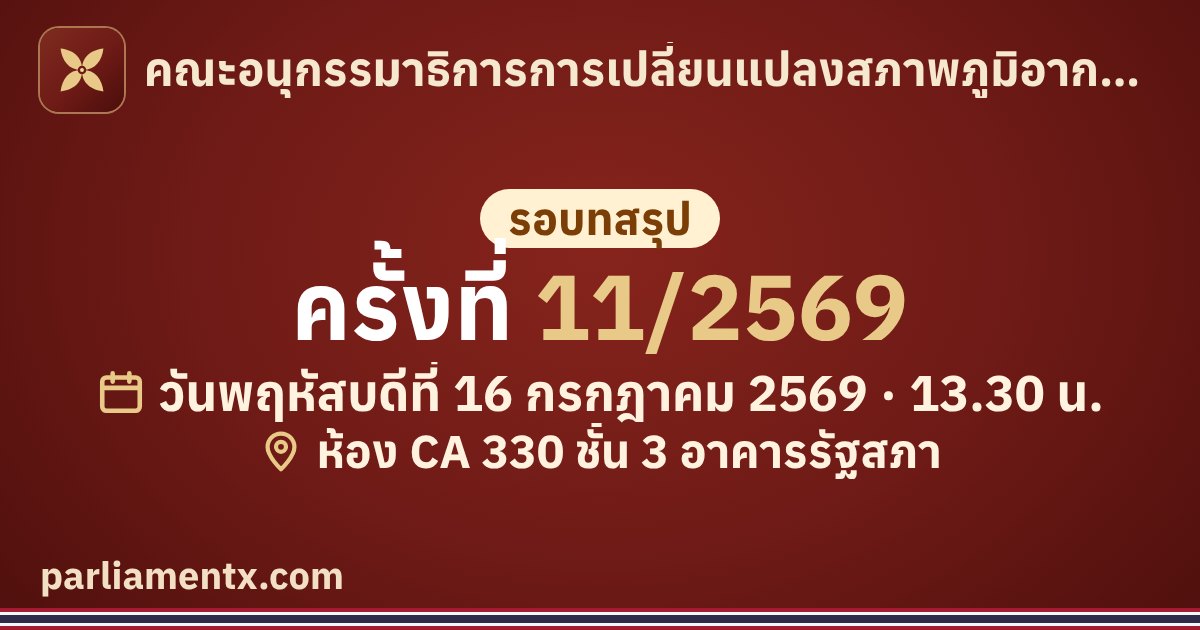 คณะอนุกรรมาธิการการเปลี่ยนแปลงสภาพภูมิอาก...
รอบทสรุป
ครั้งที่ 11/2569
วันพฤหัสบดีที่ 16 กรกฎาคม 2569 · 13.30 น.
ห้อง CA 330 ชั้น 3 อาคารรัฐสภา
parliamentx.com